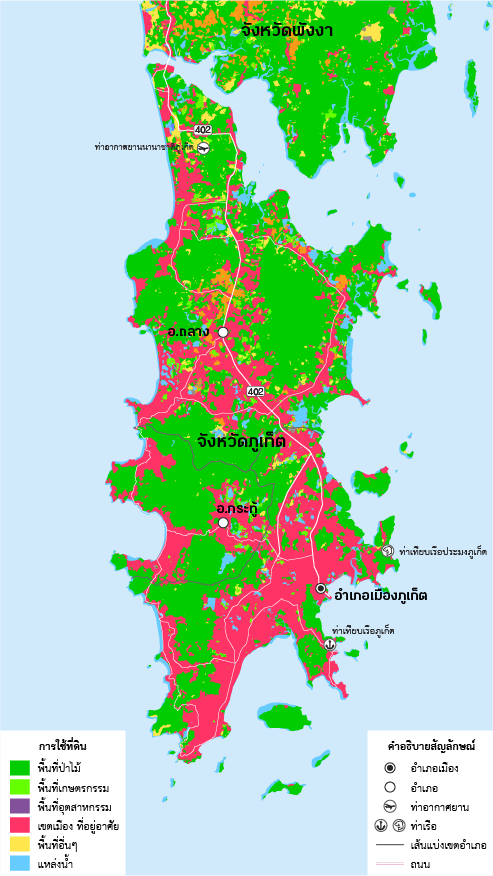 จังหวัดพังงา
402
ท่าอากาศยานนานาชาติภูเก็ต
อ.ถลาง
402
จังหวัดภูเก็ต
อ.กระทู้
ท่าเทียบเรือประมงภูเก็ต
อำเภอเมืองภูเก็ต
ท่าเทียบเรือภูเก็ต
การใช้ที่ดิน
พื้นที่ป่าไม้
พื้นที่เกษตรกรรม
พื้นที่อุตสาหกรรม
เขตเมือง ที่อยู่อาศัย
พื้นที่อื่นๆ
แหล่งน้ำ
คำอธิบายสัญลักษณ์
อำเภอเมือง
อำเภอ
ท่าอากาศยาน
ท่าเรือ
เส้นแบ่งเขตอำเภอ
ถนน